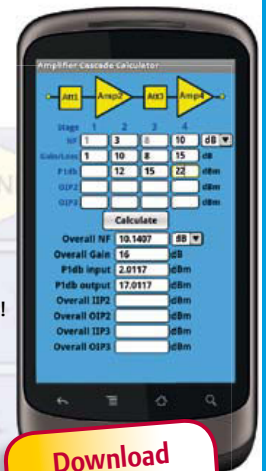 Amplifier Cascade Calculator
Att1 Amp2 Att3 Amp4
Stage 1 2 3 4
NF 1 3 8 10 dB
Gain/Loss 1 10 8 15 dB
P1db 12 15 22 dBm
OIP2 dBm
OIP3 dBm
Calculate
Overall NF 10.1407 dB
Overall Gain 16 dB
P1db input 2.0117 dBm
P1db output 17.0117 dBm
Overall IIP2 dBm
Overall OIP2 dBm
Overall IIP3 dBm
Overall OIP3 dBm
!
Download